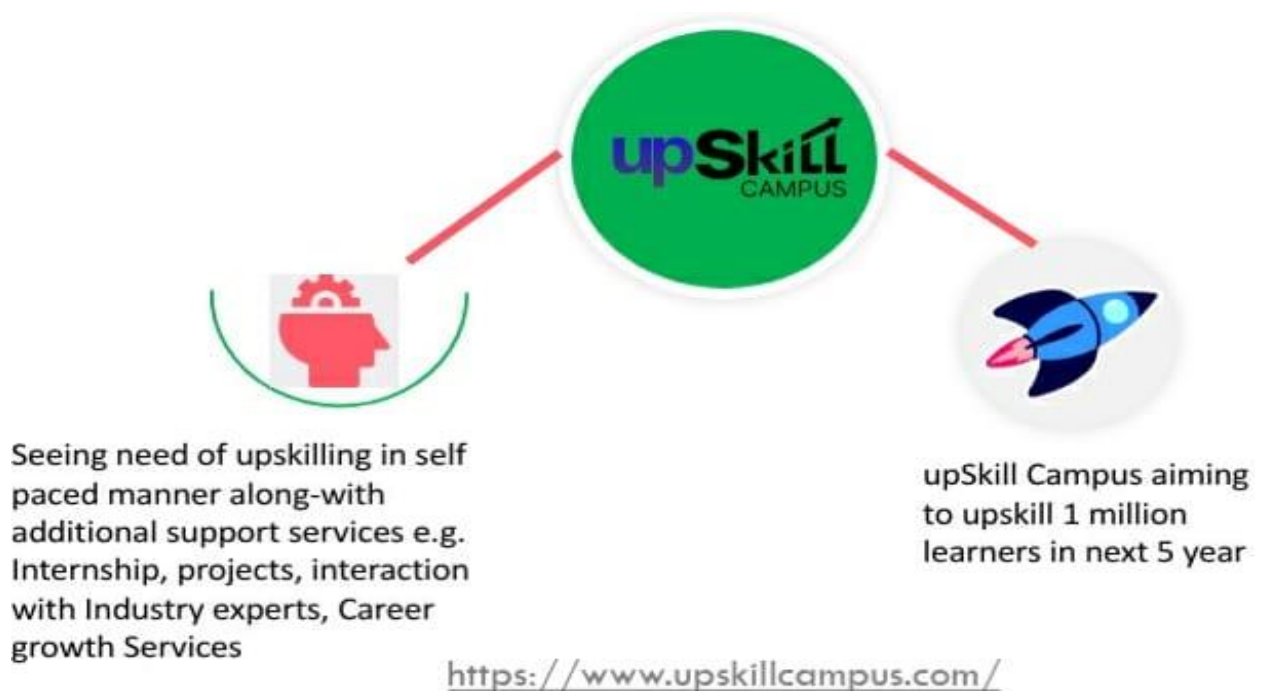 upSkill
CAMPUS
Seeing need of upskilling in self
paced manner along-with
additional support services e.g.
Internship, projects, interaction
with Industry experts, Career
growth Services
upSkill Campus aiming
to upskill 1 million
learners in next 5 year
https://www.upskillcampus.com/